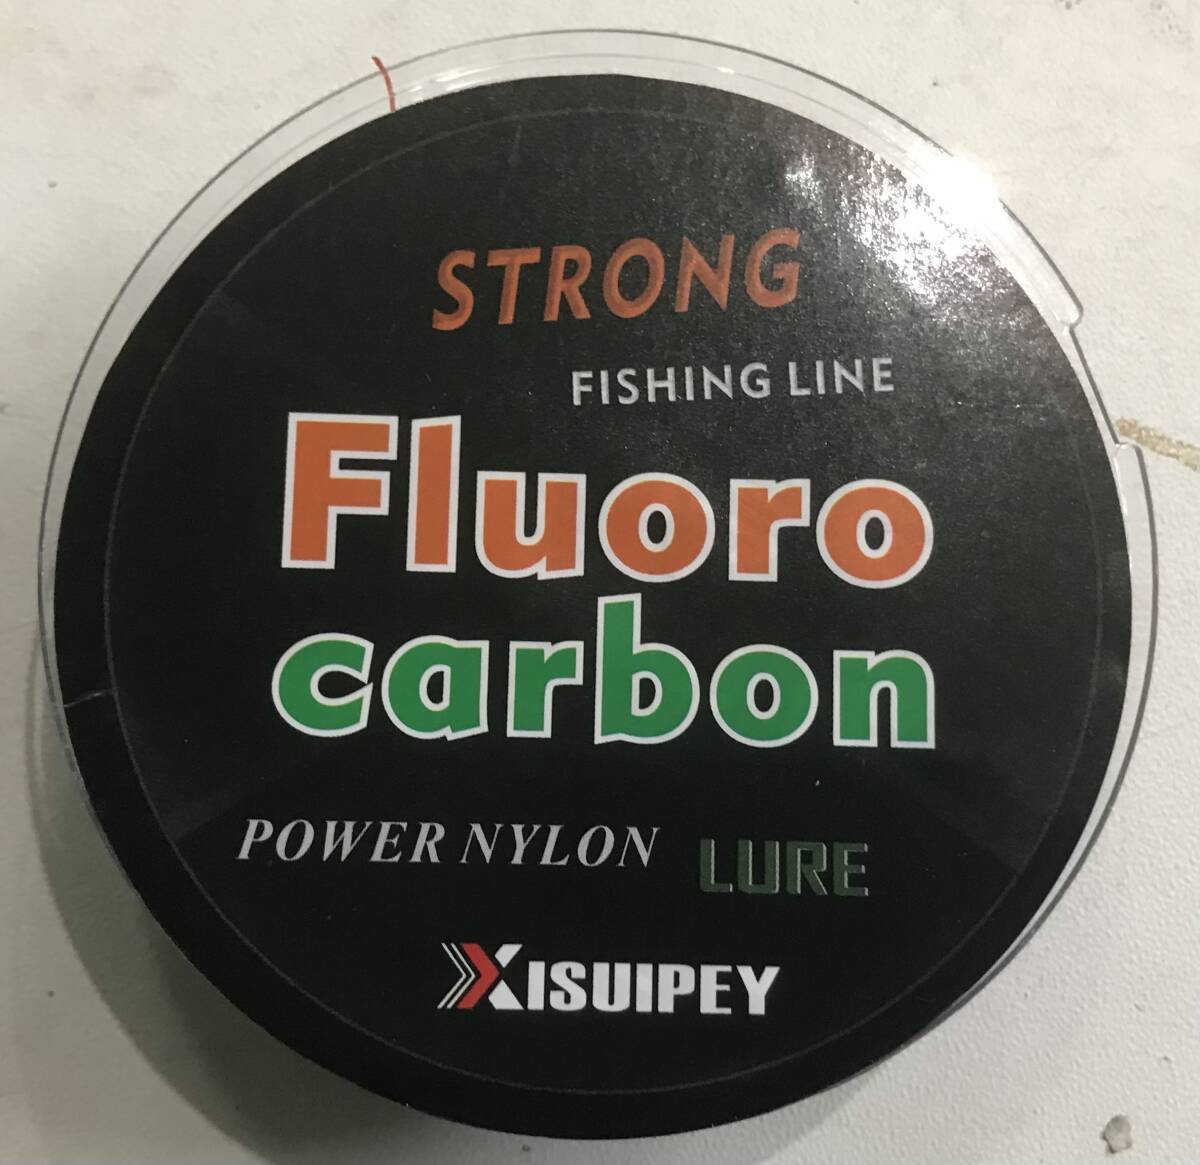 STRONG
FISHING LINE
Fluoro
carbon
POWER NYLON LURE
XISUIPEY